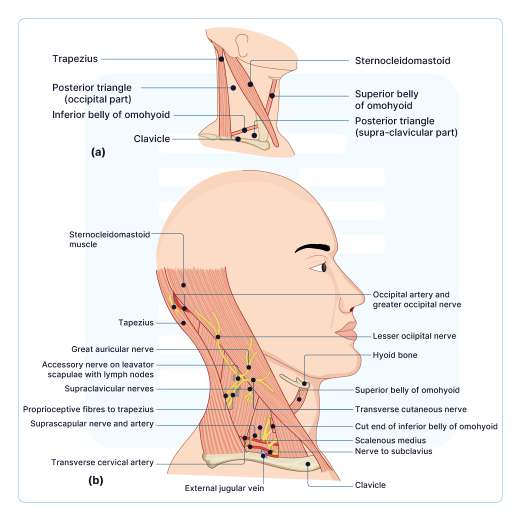 Trapezius
Sternocleidomastoid
Posterior triangle
(occipital part)
Superior belly
of omohyoid
Inferior belly of omohyoid
Posterior triangle
(supra-clavicular part)
Clavicle
(a)
Sternocleidomastoid
muscle
Occipital artery and
greater occipital nerve
Tapezius
Lesser ociipital nerve
Great auricular nerve
Hyoid bone
Accessory nerve on leavator
scapulae with lymph nodes
Supraclavicular nerves
Superior belly of omohyoid
Proprioceptive fibres to trapezius
Transverse cutaneous nerve
Suprascapular nerve and artery
Cut end of inferior belly of omohyoid
Scalenous medius
Nerve to subclavius
Transverse cervical artery
(b)
External jugular vein
Clavicle